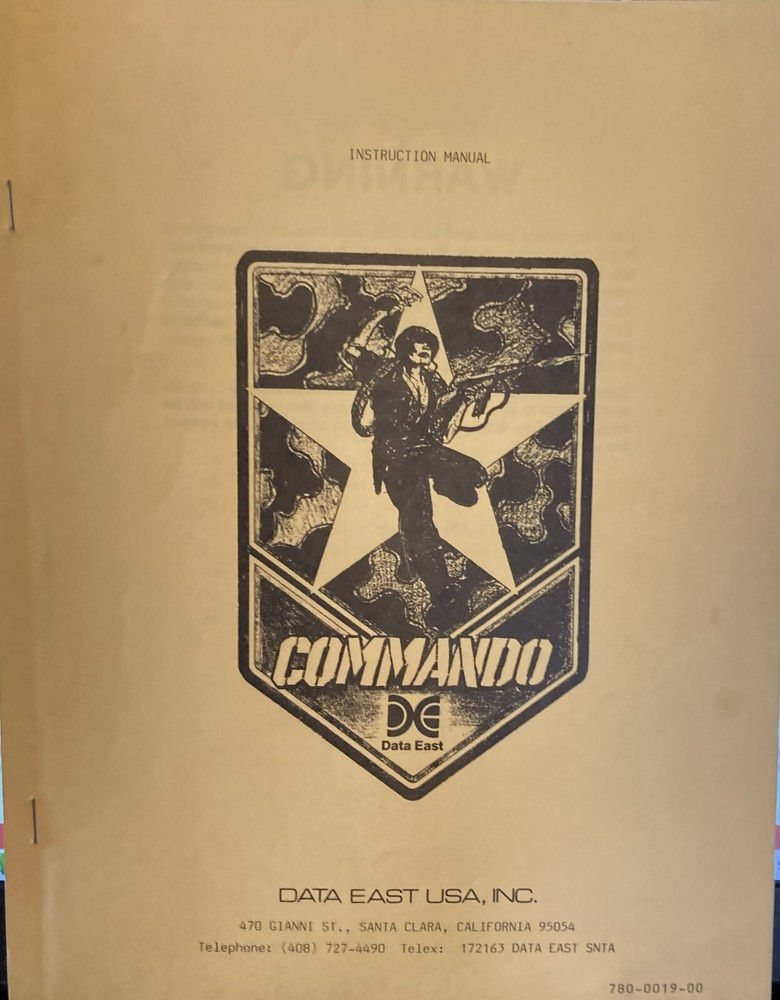 INSTRUCTION MANUAL
WARNING
COMMANDO
Data East
DATA EAST USA, INC.
470 GIANNI ST., SANTA CLARA, CALIFORNIA 95054
Telephone: (408) 727-4490 Telex: 172163 DATA EAST SNTA
780-0019-00